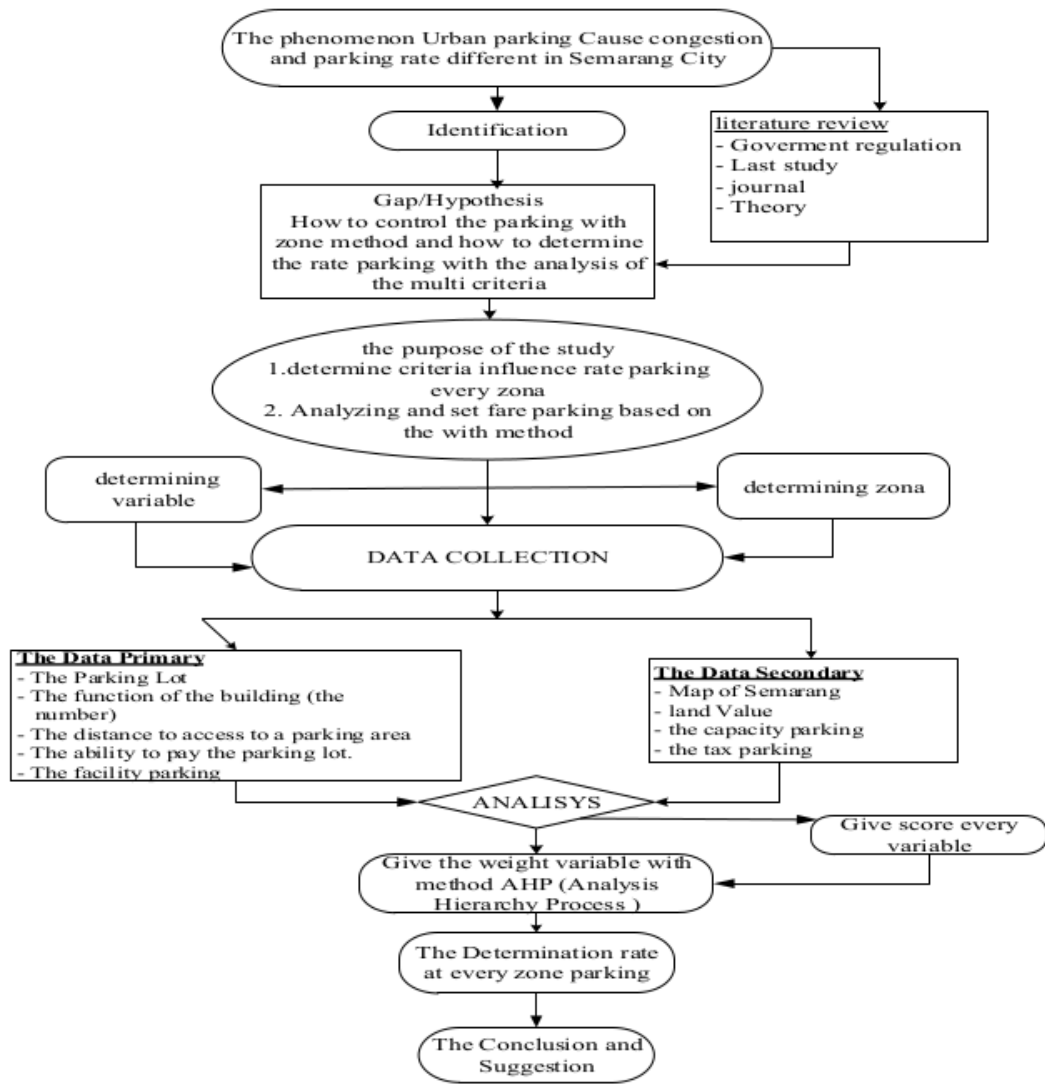 The phenomenon Urban parking Cause congestion
and parking rate different in Semarang City
Identification
literature review
- Goverment regulation
- Last study
- journal
- Theory
Gap/Hypothesis
How to control the parking with
zone method and how to determine
the rate parking with the analysis of
the multi criteria
the purpose of the study
1.determine criteria influence rate parking
every zona
2. Analyzing and set fare parking based on
the with method
determining
variable
determining zona
DATA COLLECTION
The Data Primary
- The Parking Lot
- The function of the building (the
number)
- The distance to access to a parking area
- The ability to pay the parking lot.
- The facility parking
The Data Secondary
- Map of Semarang
- land Value
- the capacity parking
- the tax parking
ANALISYS
Give score every
variable
Give the weight variable with
method AHP (Analysis
Hierarchy Process )
The Determination rate
at every zone parking
The Conclusion and
Suggestion